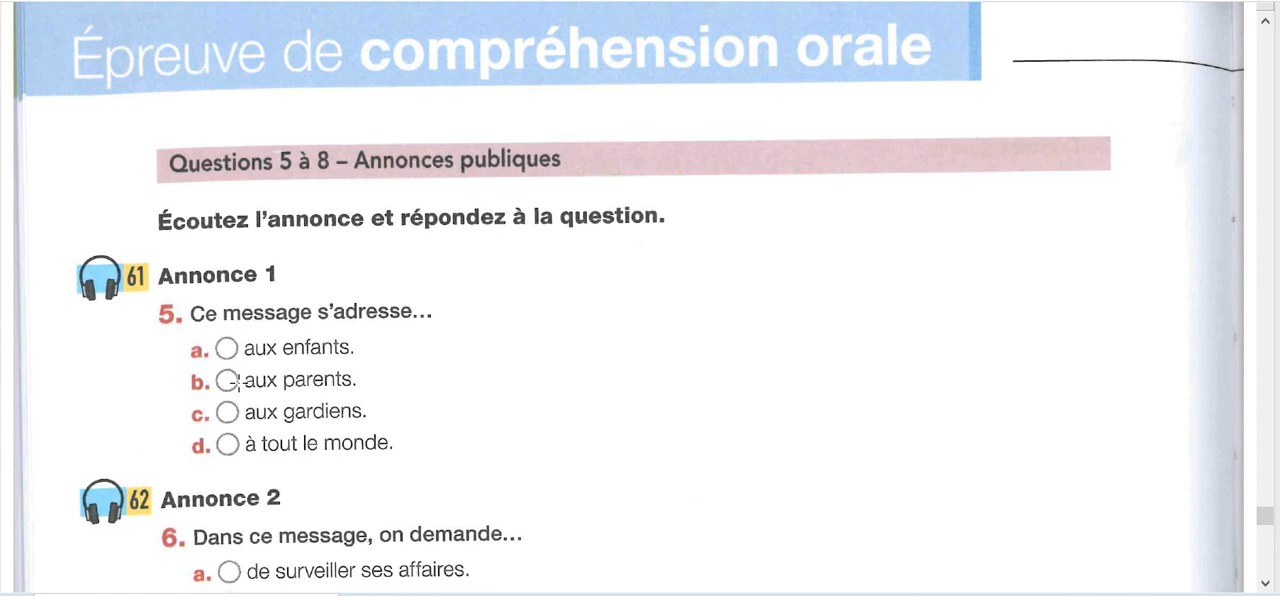 Épreuve de compréhension orale
Questions 5 à 8 – Annonces publiques
Écoutez l'annonce et répondez à la question.
61 Annonce 1
5. Ce message s'adresse...
a. aux enfants.
b. aux parents.
c. aux gardiens.
d. à tout le monde.
62 Annonce 2
6. Dans ce message, on demande...
a. de surveiller ses affaires.